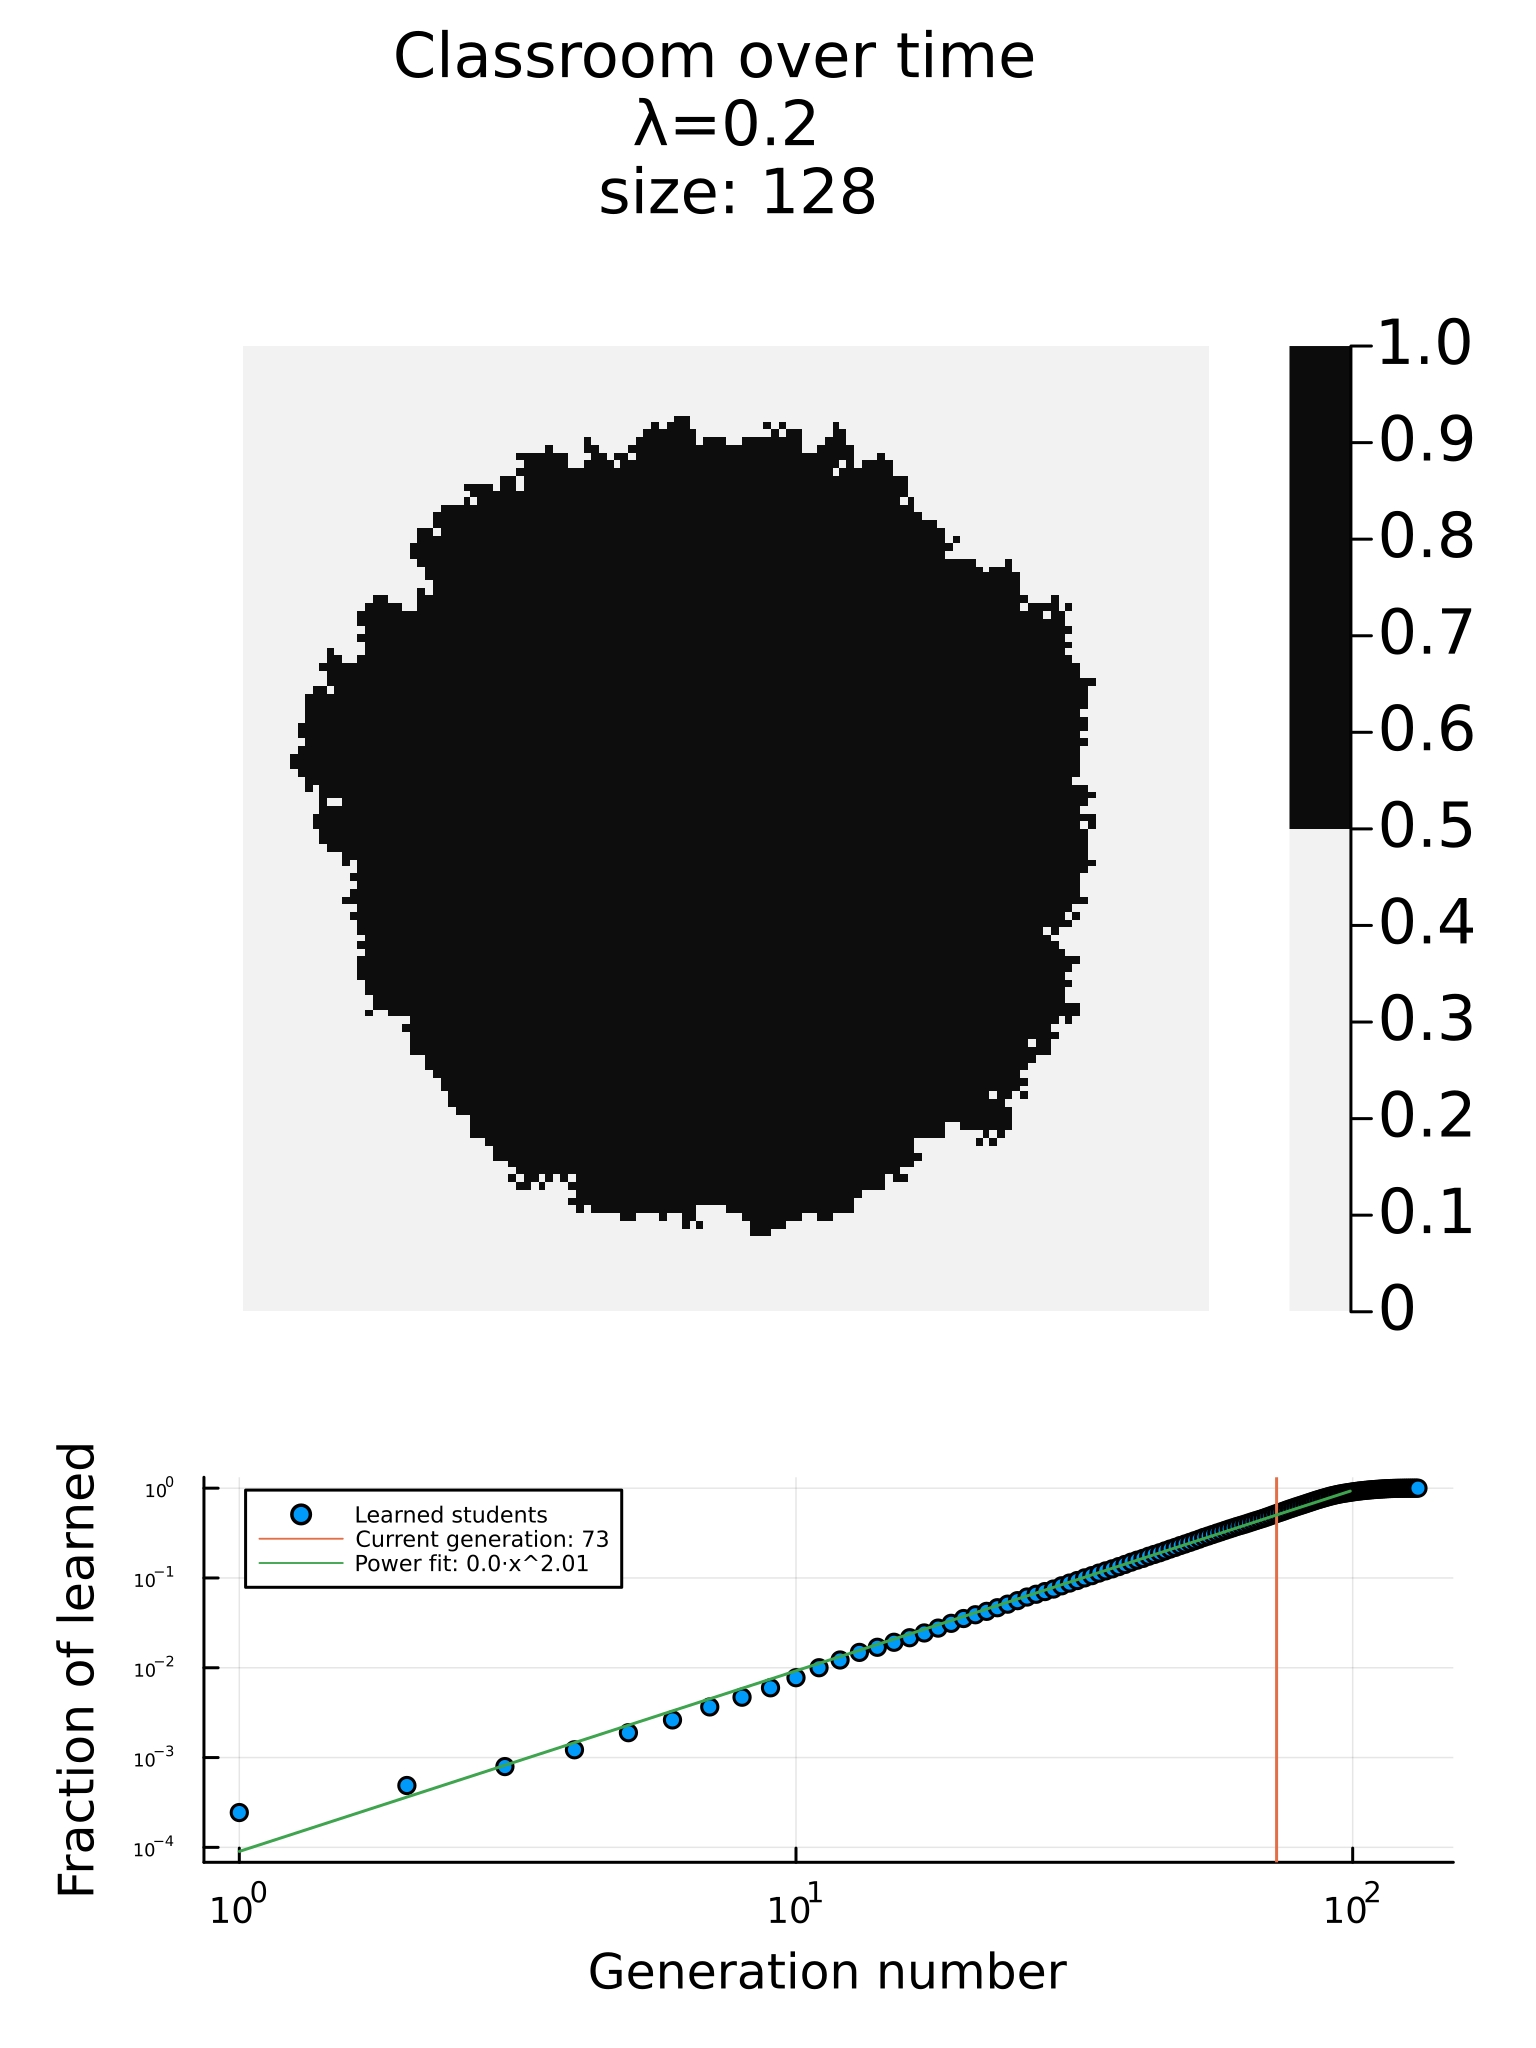 Classroom over time
λ=0.2
size: 128
1.0
0.9
0.8
0.7
0.6
0.5
0.4
0.3
0.2
0.1
0
Fraction of learned
10^0
10^-1
10^-2
10^-3
10^-4
Learned students
Current generation: 73
Power fit: 0.0·x^2.01
10^0 10^1 10^2
Generation number